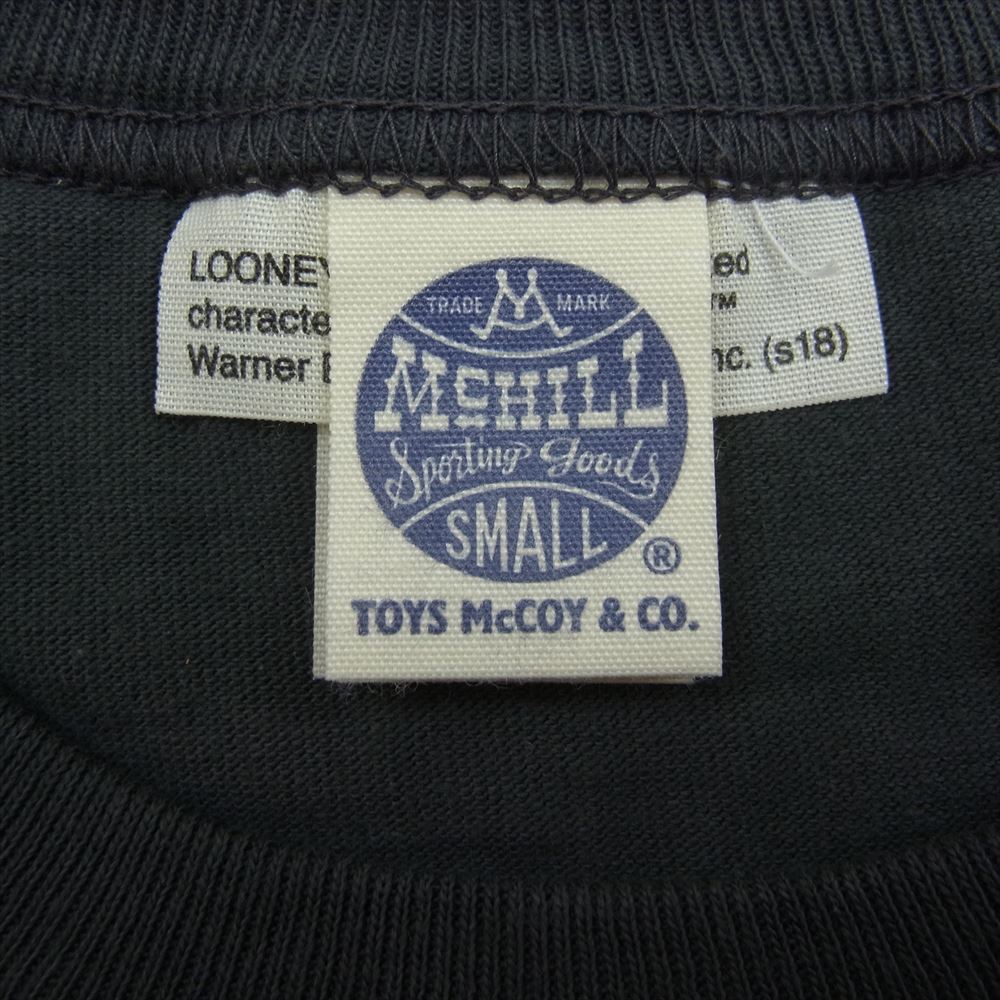 LOONEY ed
characte ™
Warner nc. (s18)
TRADE M MARK
McHILL
Sporting Goods
SMALL
®
TOYS McCOY & CO.